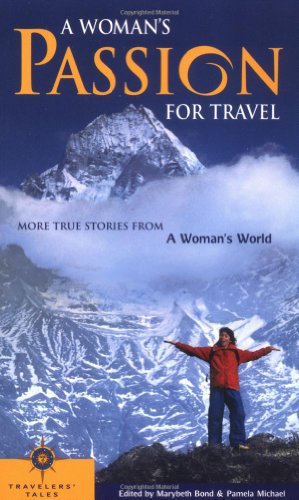 A WOMAN'S
PASSION
FOR TRAVEL
MORE TRUE STORIES FROM A Woman's World
TRAVELERS'
TALES
Edited by Marybeth Bond & Pamela Michael